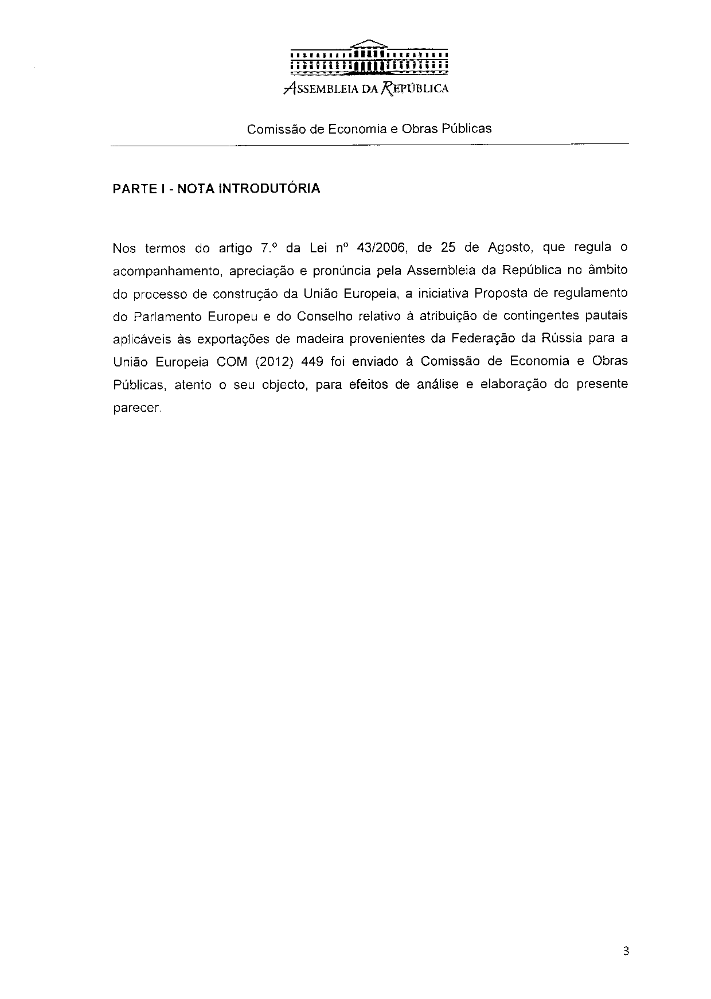 ASSEMBLEIA DA REPÚBLICA
Comissão de Economia e Obras Públicas
PARTE I - NOTA INTRODUTÓRIA
Nos termos do artigo 7.º da Lei nº 43/2006, de 25 de Agosto, que regula o
acompanhamento, apreciação e pronúncia pela Assembleia da República no âmbito
do processo de construção da União Europeia, a iniciativa Proposta de regulamento
do Parlamento Europeu e do Conselho relativo à atribuição de contingentes pautais
aplicáveis às exportações de madeira provenientes da Federação da Rússia para a
União Europeia COM (2012) 449 foi enviado à Comissão de Economia e Obras
Públicas, atento o seu objecto, para efeitos de análise e elaboração do presente
parecer.
3